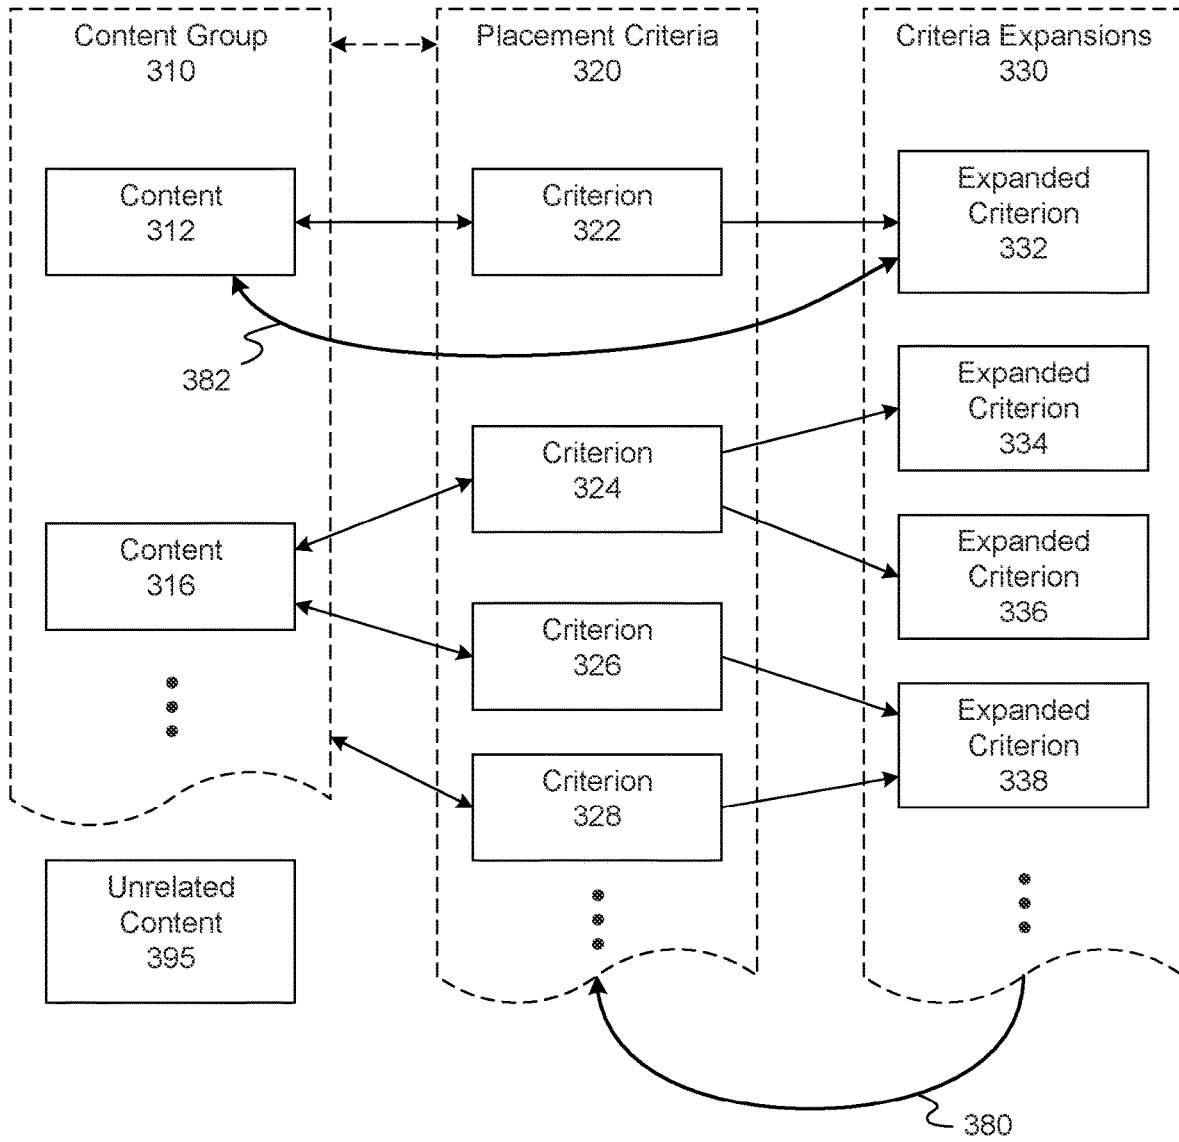 Content Group
310
Placement Criteria
320
Criteria Expansions
330
Content
312
Criterion
322
Expanded
Criterion
332
382
Expanded
Criterion
334
Criterion
324
Content
316
Expanded
Criterion
336
Criterion
326
Expanded
Criterion
338
Criterion
328
Unrelated
Content
395
380